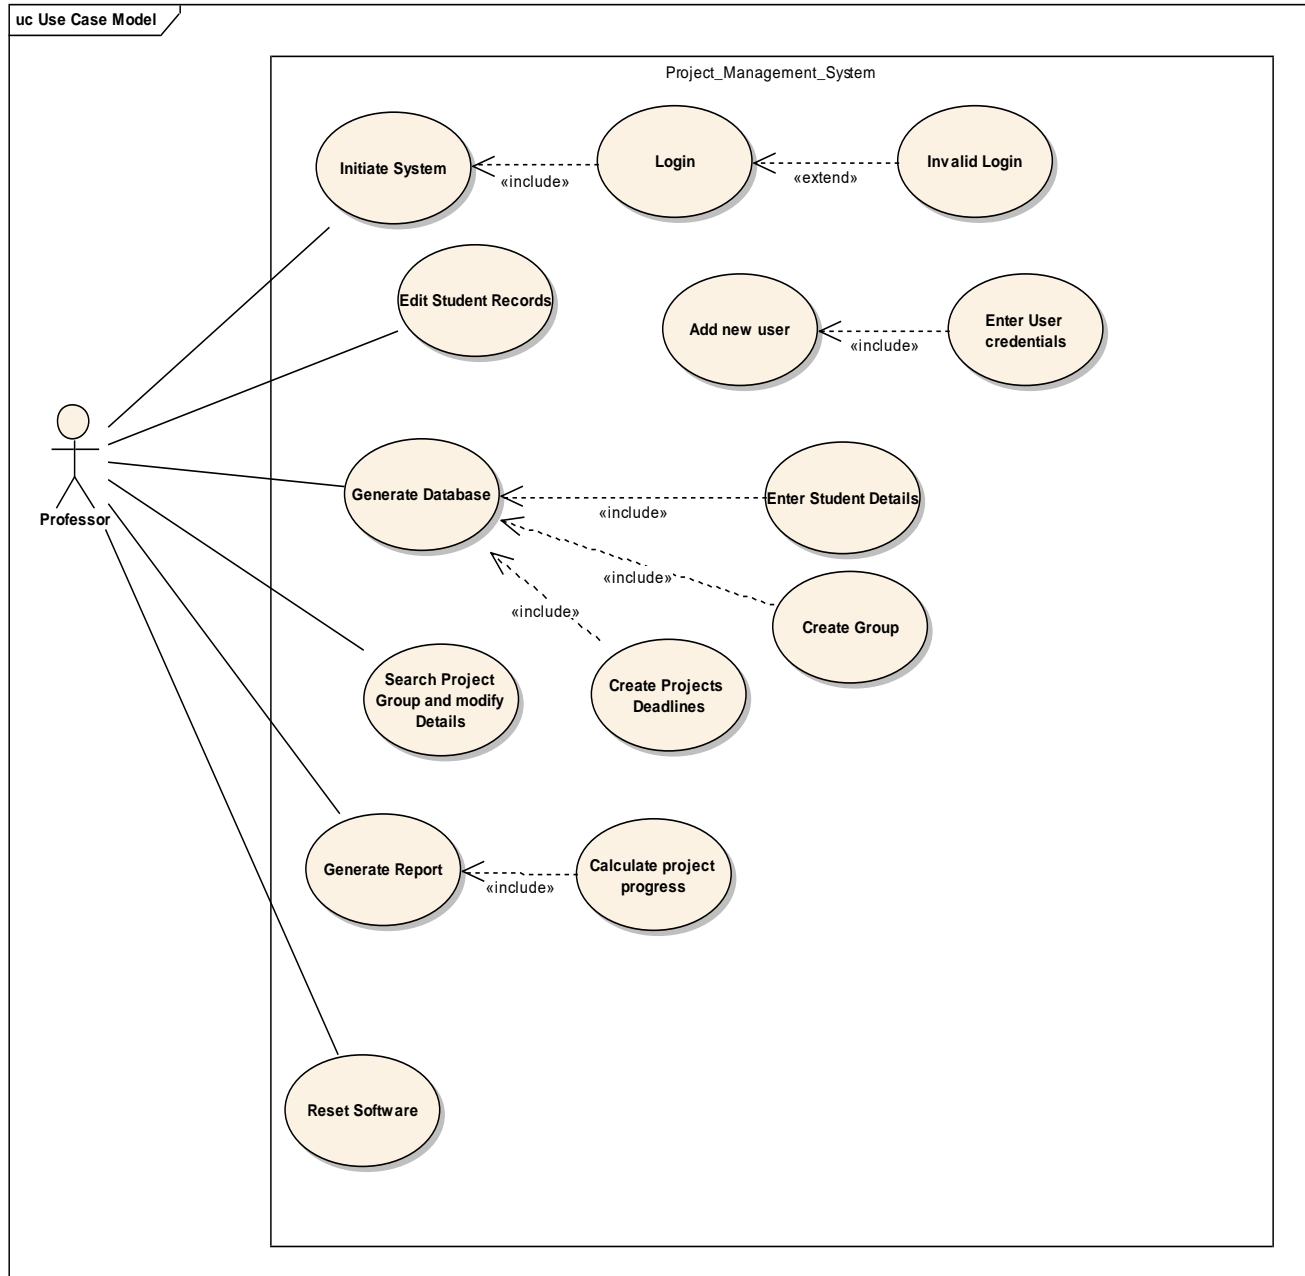 uc Use Case Model
Project_Management_System
Initiate System
«include»
Login
«extend»
Invalid Login
Edit Student Records
Add new user
«include»
Enter User
credentials
Professor
Generate Database
«include»
Enter Student Details
«include»
Create Group
«include»
Create Projects
Deadlines
Search Project
Group and modify
Details
Generate Report
«include»
Calculate project
progress
Reset Software